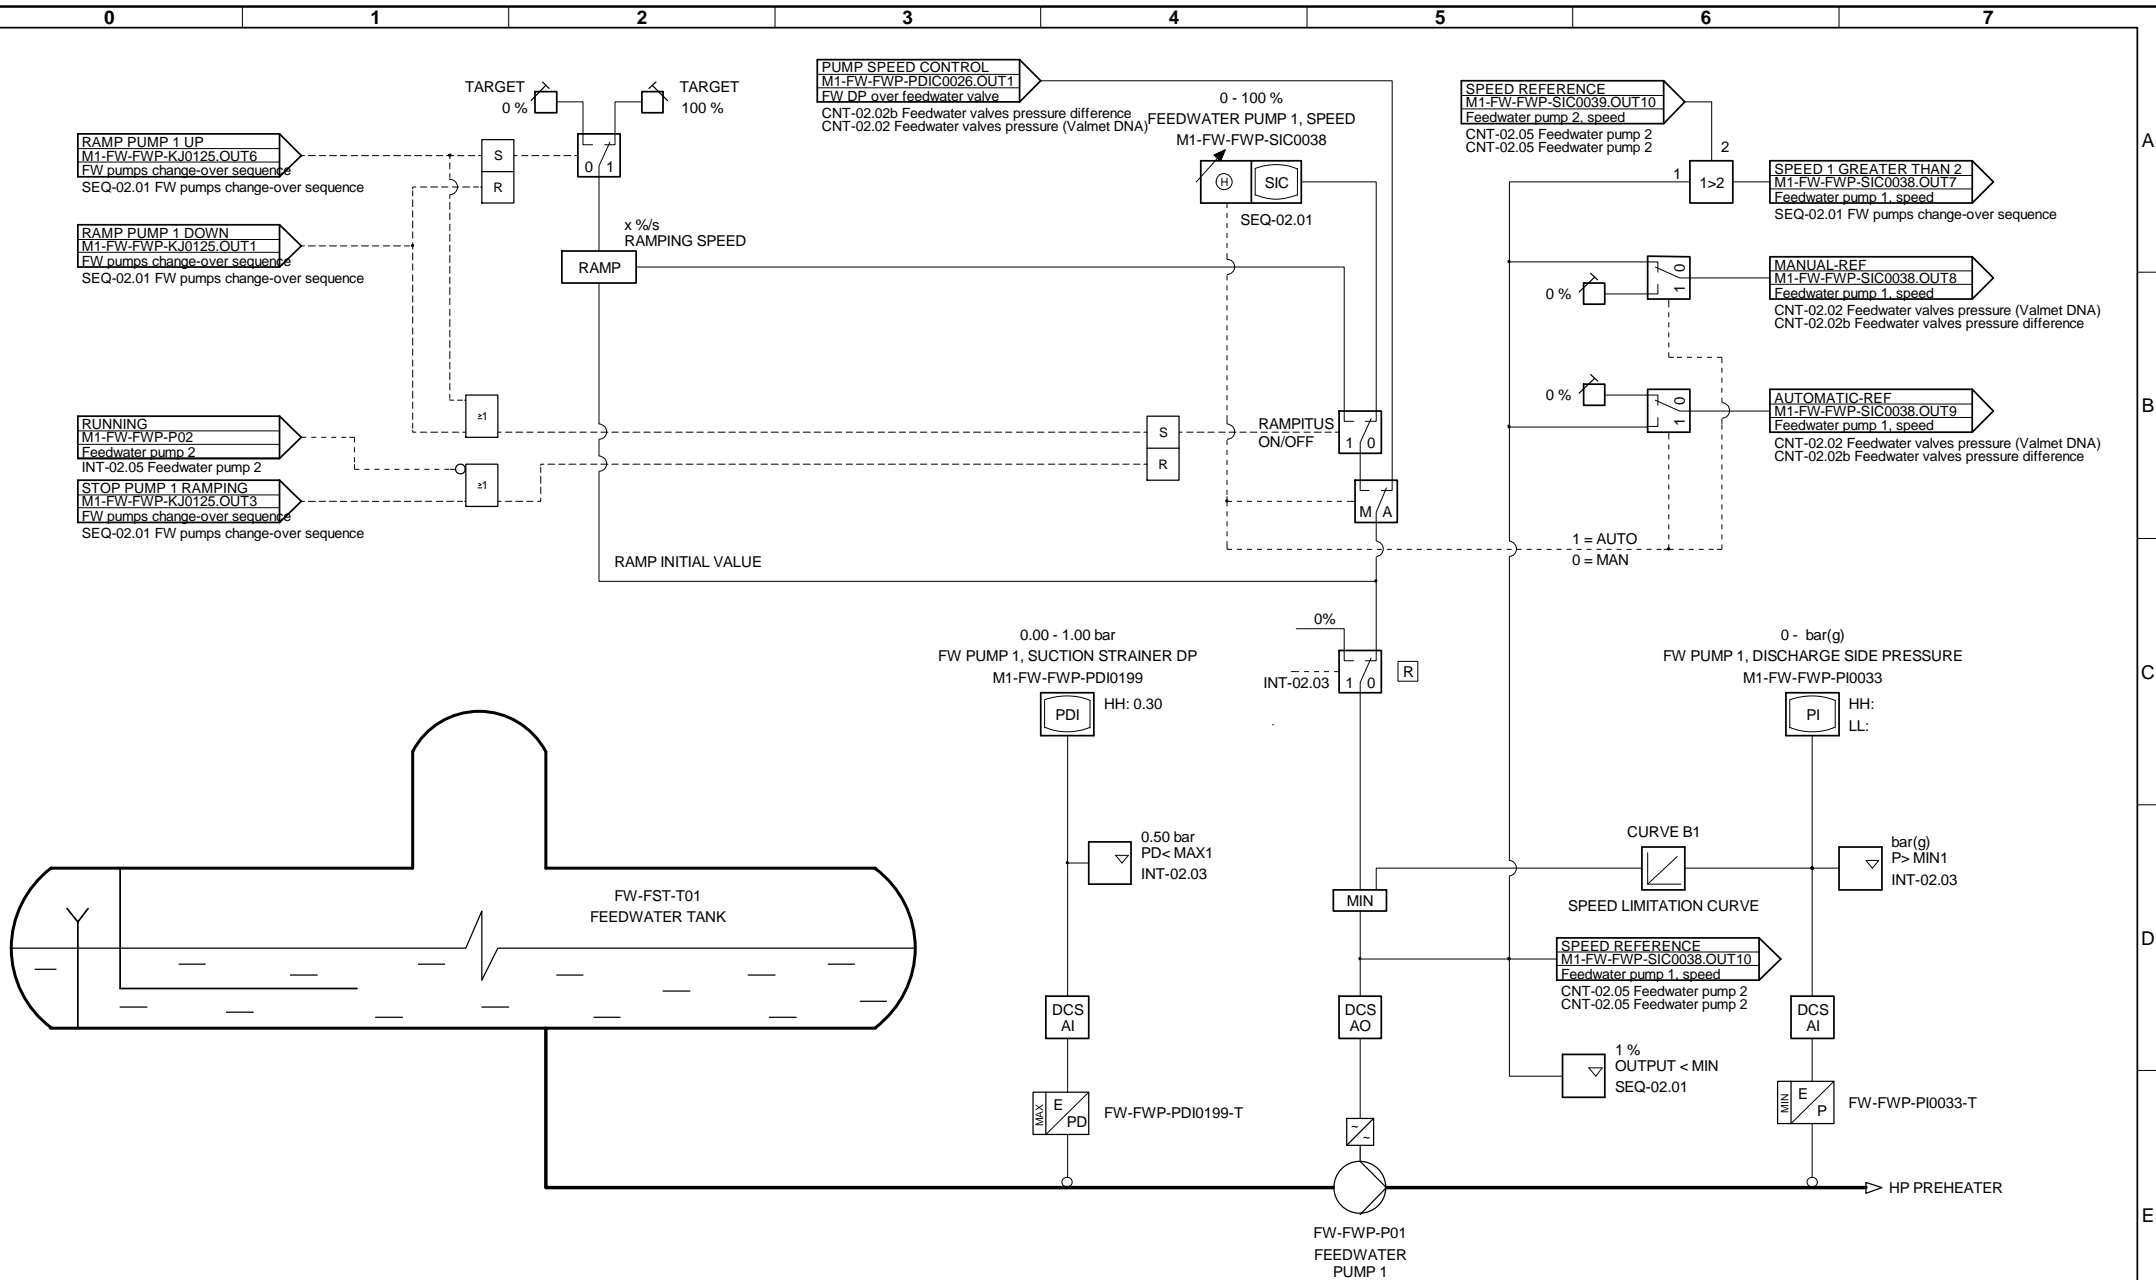 0 1 2 3 4 5 6 7
A
B
C
D
E
TARGET
0 %
TARGET
100 %
PUMP SPEED CONTROL
M1-FW-FWP-PDIC0026.OUT1
FW DP over feedwater valve
CNT-02.02b Feedwater valves pressure difference
CNT-02.02 Feedwater valves pressure (Valmet DNA)
0 - 100 %
FEEDWATER PUMP 1, SPEED
M1-FW-FWP-SIC0038
H
SIC
SEQ-02.01
SPEED REFERENCE
M1-FW-FWP-SIC0039.OUT10
Feedwater pump 2, speed
CNT-02.05 Feedwater pump 2
CNT-02.05 Feedwater pump 2
2
1
1>2
SPEED 1 GREATER THAN 2
M1-FW-FWP-SIC0038.OUT7
Feedwater pump 1, speed
SEQ-02.01 FW pumps change-over sequence
RAMP PUMP 1 UP
M1-FW-FWP-KJ0125.OUT6
FW pumps change-over sequence
SEQ-02.01 FW pumps change-over sequence
S
R
0 1
RAMP PUMP 1 DOWN
M1-FW-FWP-KJ0125.OUT1
FW pumps change-over sequence
SEQ-02.01 FW pumps change-over sequence
x %/s
RAMPING SPEED
RAMP
0 %
0
1
MANUAL-REF
M1-FW-FWP-SIC0038.OUT8
Feedwater pump 1, speed
CNT-02.02 Feedwater valves pressure (Valmet DNA)
CNT-02.02b Feedwater valves pressure difference
0 %
0
1
AUTOMATIC-REF
M1-FW-FWP-SIC0038.OUT9
Feedwater pump 1, speed
CNT-02.02 Feedwater valves pressure (Valmet DNA)
CNT-02.02b Feedwater valves pressure difference
RUNNING
M1-FW-FWP-P02
Feedwater pump 2
INT-02.05 Feedwater pump 2
≥1
≥1
STOP PUMP 1 RAMPING
M1-FW-FWP-KJ0125.OUT3
FW pumps change-over sequence
SEQ-02.01 FW pumps change-over sequence
S
R
RAMPITUS
ON/OFF
1 0
M A
1 = AUTO
0 = MAN
RAMP INITIAL VALUE
0%
INT-02.03
1 0
R
0.00 - 1.00 bar
FW PUMP 1, SUCTION STRAINER DP
M1-FW-FWP-PDI0199
PDI
HH: 0.30
0 - bar(g)
FW PUMP 1, DISCHARGE SIDE PRESSURE
M1-FW-FWP-PI0033
PI
HH:
LL:
0.50 bar
PD< MAX1
INT-02.03
CURVE B1
SPEED LIMITATION CURVE
bar(g)
P> MIN1
INT-02.03
MIN
FW-FST-T01
FEEDWATER TANK
SPEED REFERENCE
M1-FW-FWP-SIC0038.OUT10
Feedwater pump 1, speed
CNT-02.05 Feedwater pump 2
CNT-02.05 Feedwater pump 2
DCS
AI
DCS
AO
DCS
AI
1 %
OUTPUT < MIN
SEQ-02.01
MAX
E
PD
FW-FWP-PDI0199-T
~
~
MIN
E
P
FW-FWP-PI0033-T
HP PREHEATER
FW-FWP-P01
FEEDWATER
PUMP 1